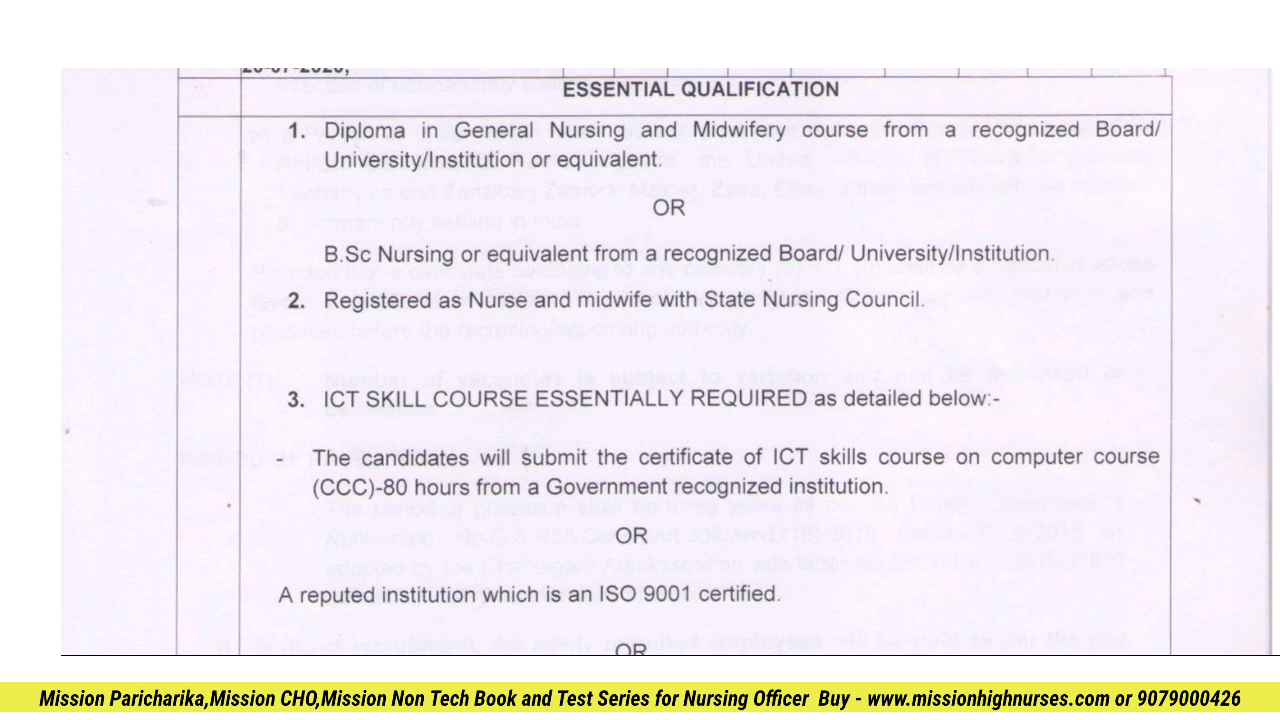 ESSENTIAL QUALIFICATION
1. Diploma in General Nursing and Midwifery course from a recognized Board/
University/Institution or equivalent.
OR
B.Sc Nursing or equivalent from a recognized Board/ University/Institution.
2. Registered as Nurse and midwife with State Nursing Council.
3. ICT SKILL COURSE ESSENTIALLY REQUIRED as detailed below:-
- The candidates will submit the certificate of ICT skills course on computer course
(CCC)-80 hours from a Government recognized institution.
OR
A reputed institution which is an ISO 9001 certified.
OR
Mission Paricharika,Mission CHO,Mission Non Tech Book and Test Series for Nursing Officer Buy - www.missionhighnurses.com or 9079000426